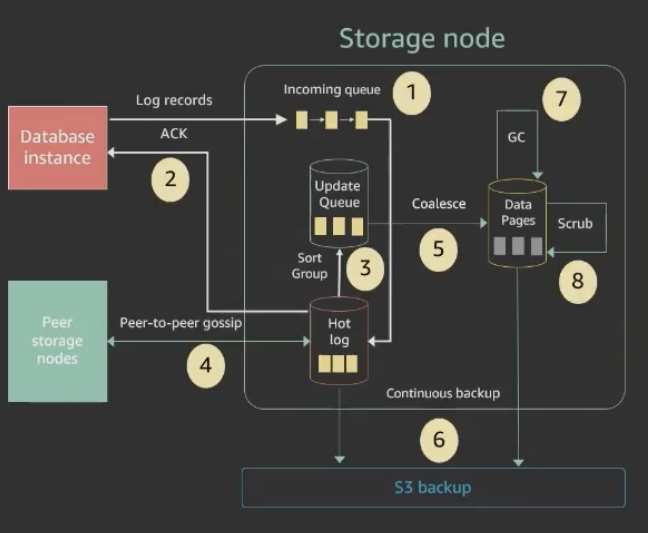 Storage node
Incoming queue
1
Log records
ACK
Database
instance
2
7
GC
Update
Queue
Coalesce
Data
Pages
Scrub
5
8
Sort
Group
3
Peer
storage
nodes
Peer-to-peer gossip
4
Hot
log
Continuous backup
6
S3 backup